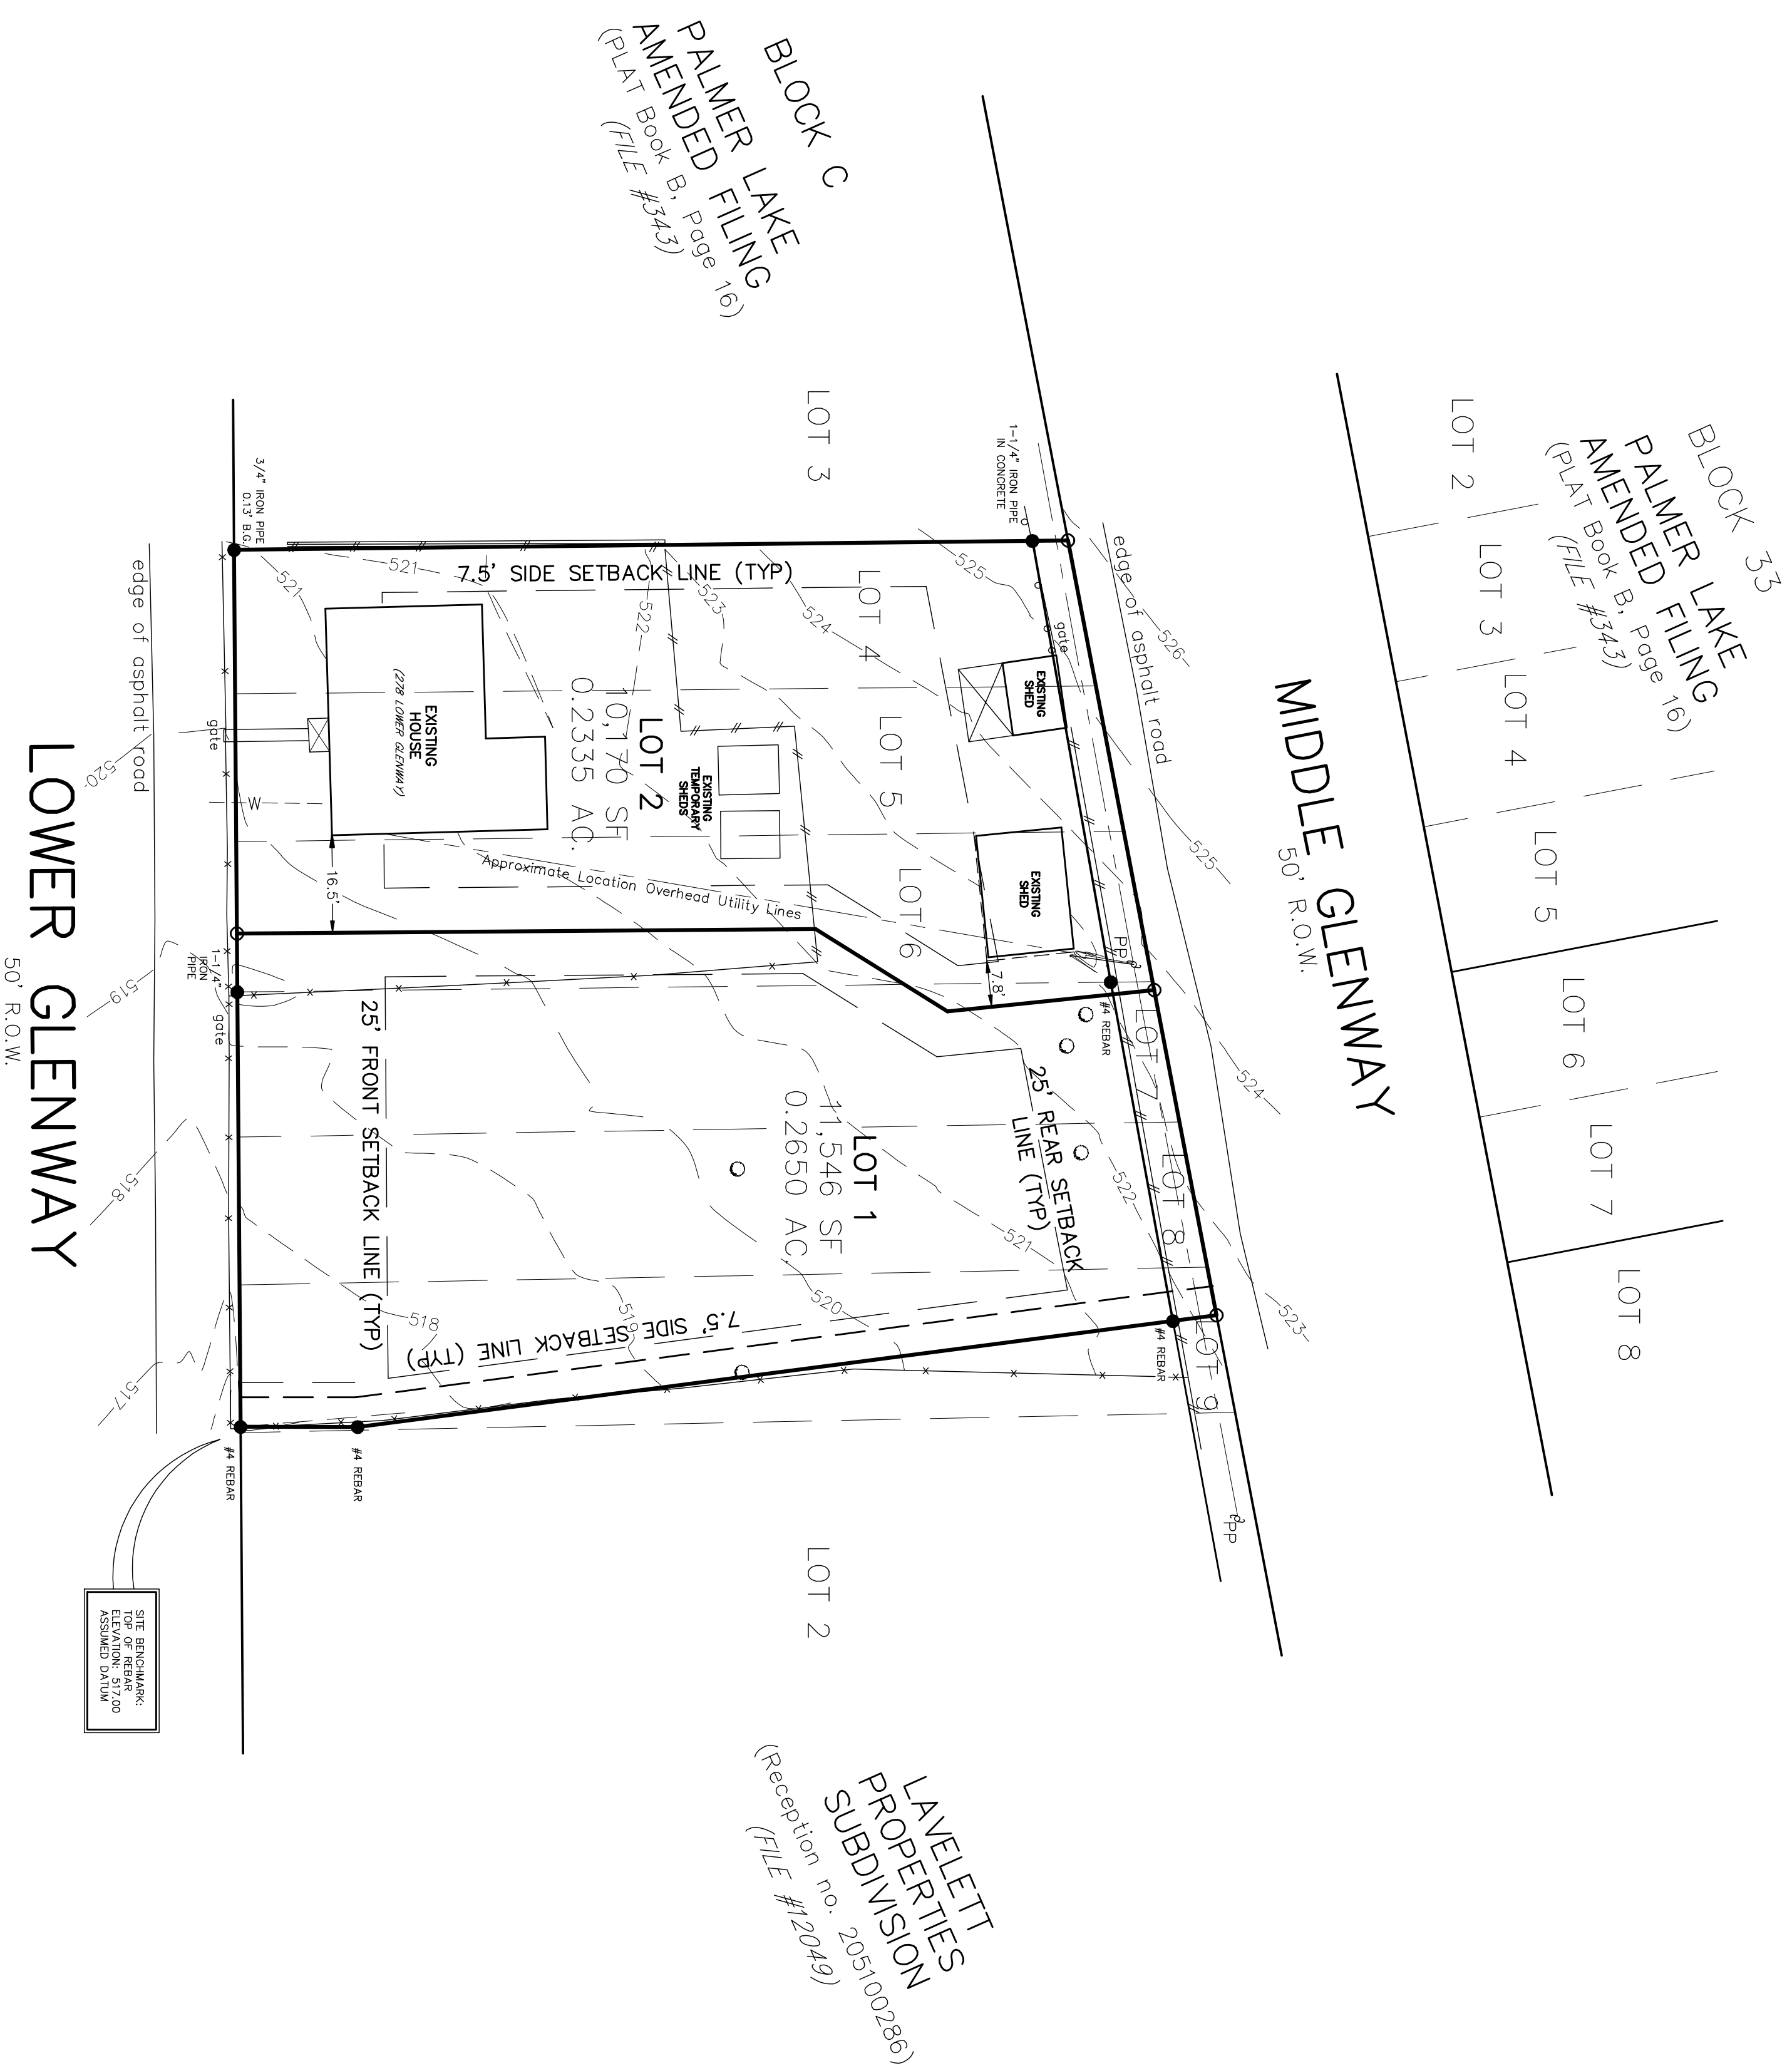 BLOCK 33
PALMER LAKE
AMENDED FILING
(PLAT Book B, Page 16)
(FILE #343)
LOT 2
LOT 3
LOT 4
LOT 5
LOT 6
LOT 7
LOT 8
MIDDLE GLENWAY
50' R.O.W.
BLOCK C
PALMER LAKE
AMENDED FILING
(PLAT Book B, Page 16)
(FILE #343)
edge of asphalt road
526
525
524
523
1-1/4" IRON PIPE
IN CONCRETE
gate
EXISTING
SHED
EXISTING
SHED
PP
#4 REBAR
7.8'
LOT 7
LOT 8
LOT 9
#4 REBAR
PP
LOT 3
525
524
523
522
521
521
LOT 4
LOT 5
LOT 6
7.5' SIDE SETBACK LINE (TYP)
LOT 2
10,170 SF
0.2335 AC.
EXISTING
TEMPORARY
SHEDS
Approximate Location Overhead Utility Lines
EXISTING
HOUSE
(278 LOWER GLENWAY)
16.5'
W
25' REAR SETBACK
LINE (TYP)
522
521
520
519
518
LOT 1
11,546 SF
0.2650 AC.
25' FRONT SETBACK LINE (TYP)
7.5' SIDE SETBACK LINE (TYP)
LOT 2
3/4" IRON PIPE
0.13' B.G.
gate
1-1/4"
IRON
PIPE
gate
#4 REBAR
#4 REBAR
edge of asphalt road
520
519
518
517
LOWER GLENWAY
50' R.O.W.
SITE BENCHMARK:
TOP OF REBAR
ELEVATION: 517.00
ASSUMED DATUM
LAVELETT
PROPERTIES
SUBDIVISION
(Reception no. 205100286)
(FILE #12049)